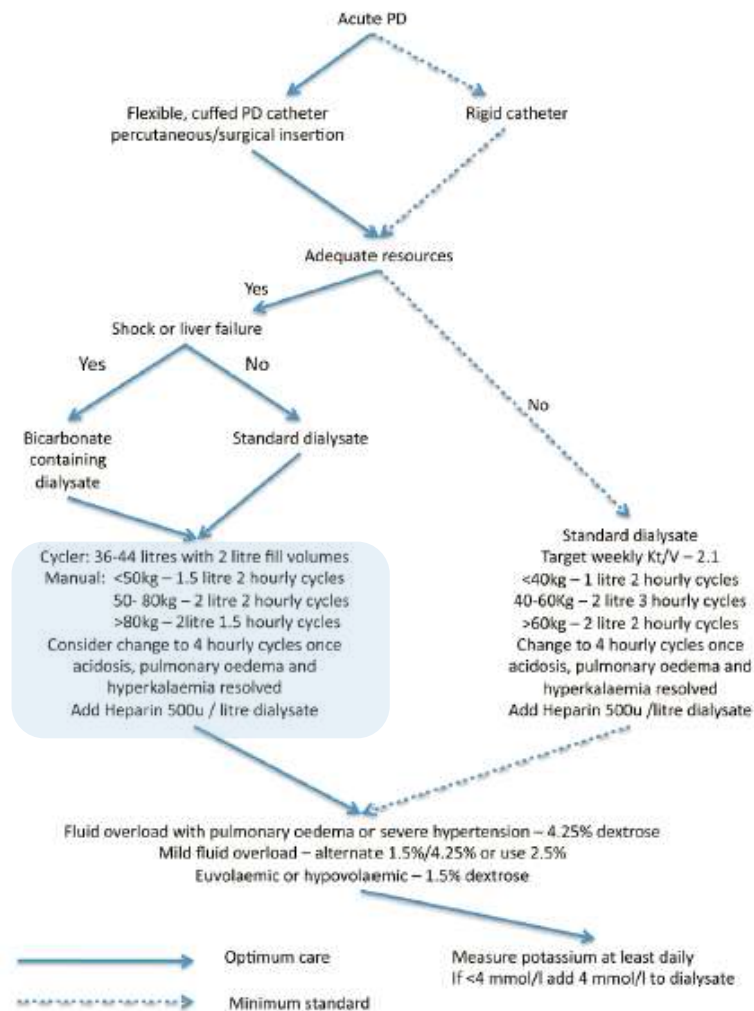 Acute PD
Flexible, cuffed PD catheter
percutaneous/surgical insertion
Rigid catheter
Adequate resources
Yes
Shock or liver failure
Yes
No
No
Bicarbonate
containing
dialysate
Standard dialysate
Cycler: 36-44 litres with 2 litre fill volumes
Manual: <50kg – 1.5 litre 2 hourly cycles
50- 80kg – 2 litre 2 hourly cycles
>80kg – 2litre 1.5 hourly cycles
Consider change to 4 hourly cycles once
acidosis, pulmonary oedema and
hyperkalaemia resolved
Add Heparin 500u / litre dialysate
Standard dialysate
Target weekly Kt/V – 2.1
<40kg – 1 litre 2 hourly cycles
40-60Kg – 2 litre 3 hourly cycles
>60kg – 2 litre 2 hourly cycles
Change to 4 hourly cycles once
acidosis, pulmonary oedema and
hyperkalaemia resolved
Add Heparin 500u /litre dialysate
Fluid overload with pulmonary oedema or severe hypertension – 4.25% dextrose
Mild fluid overload – alternate 1.5%/4.25% or use 2.5%
Euvolaemic or hypovolaemic – 1.5% dextrose
Optimum care
Minimum standard
Measure potassium at least daily
If <4 mmol/l add 4 mmol/l to dialysate